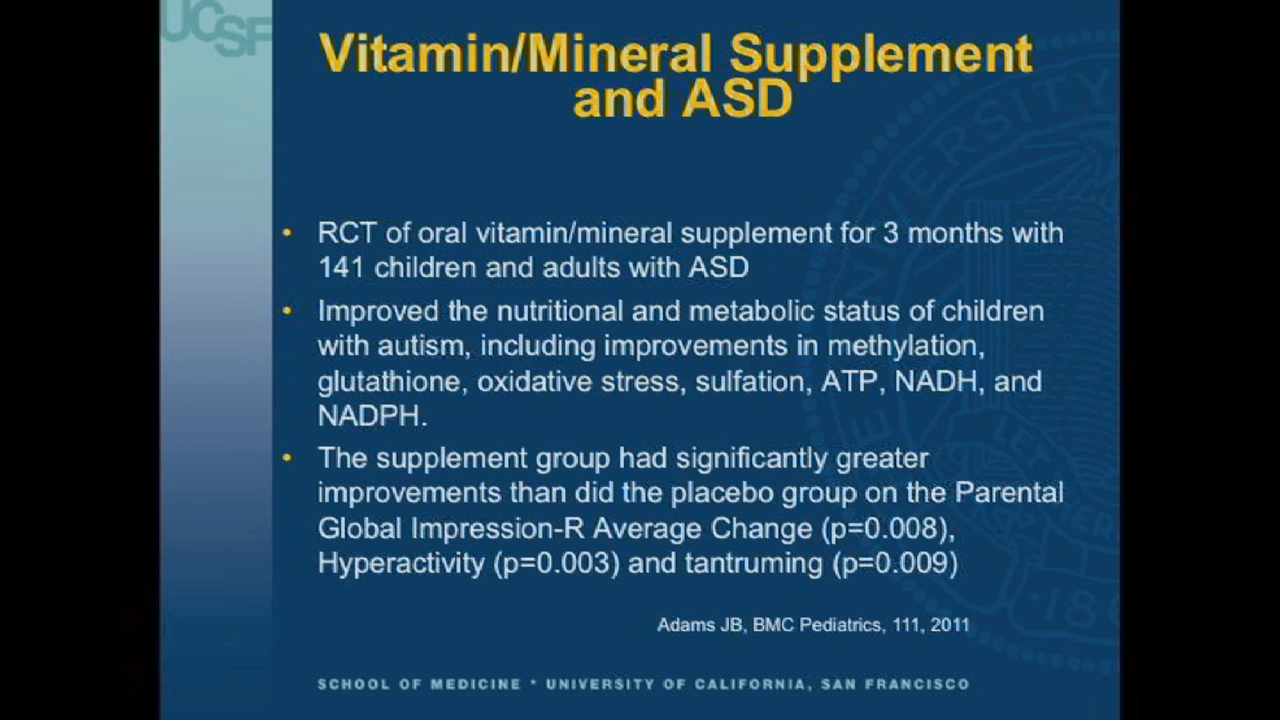 UCSF
Vitamin/Mineral Supplement
and ASD
• RCT of oral vitamin/mineral supplement for 3 months with
141 children and adults with ASD
• Improved the nutritional and metabolic status of children
with autism, including improvements in methylation,
glutathione, oxidative stress, sulfation, ATP, NADH, and
NADPH.
• The supplement group had significantly greater
improvements than did the placebo group on the Parental
Global Impression-R Average Change (p=0.008),
Hyperactivity (p=0.003) and tantruming (p=0.009)
Adams JB, BMC Pediatrics, 111, 2011
SCHOOL OF MEDICINE * UNIVERSITY OF CALIFORNIA, SAN FRANCISCO